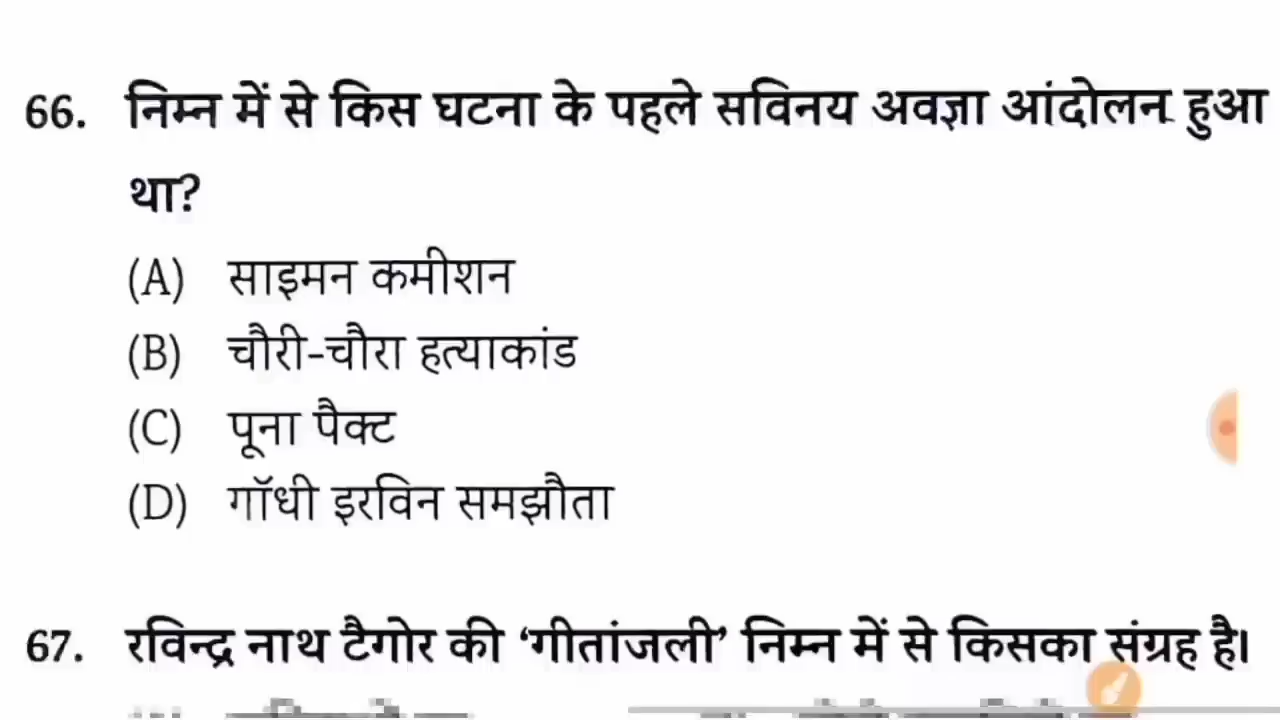 66. निम्न में से किस घटना के पहले सविनय अवज्ञा आंदोलन हुआ
था?
(A) साइमन कमीशन
(B) चौरी-चौरा हत्याकांड
(C) पूना पैक्ट
(D) गॉधी इरविन समझौता
67. रविन्द्र नाथ टैगोर की ‘गीतांजली’ निम्न में से किसका संग्रह है।